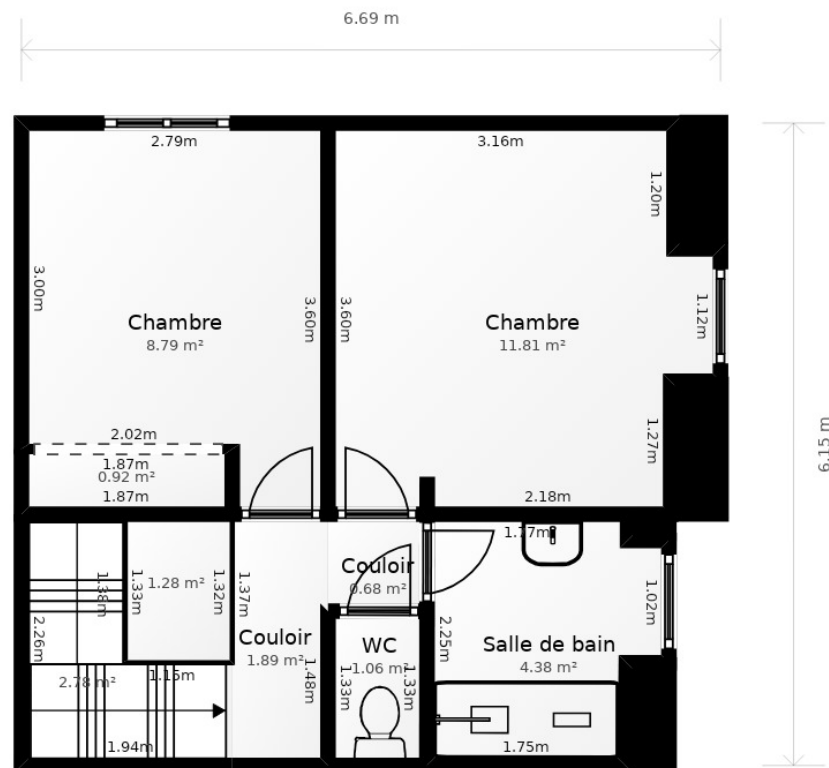 6.69 m
2.79m
3.16m
1.20m
3.00m
3.60m
3.60m
1.12m
Chambre
8.79 m²
Chambre
11.81 m²
6.15 m
2.02m
1.87m
0.92 m²
1.87m
1.27m
2.18m
1.77m
Couloir
0.68 m²
1.38m
1.33m
1.28 m²
1.32m
1.37m
1.02m
2.26m
Couloir
1.89 m²
WC
1.06 m²
2.25m
Salle de bain
4.38 m²
2.78 m²
1.15m
1.48m
1.33m
1.33m
1.94m
1.75m